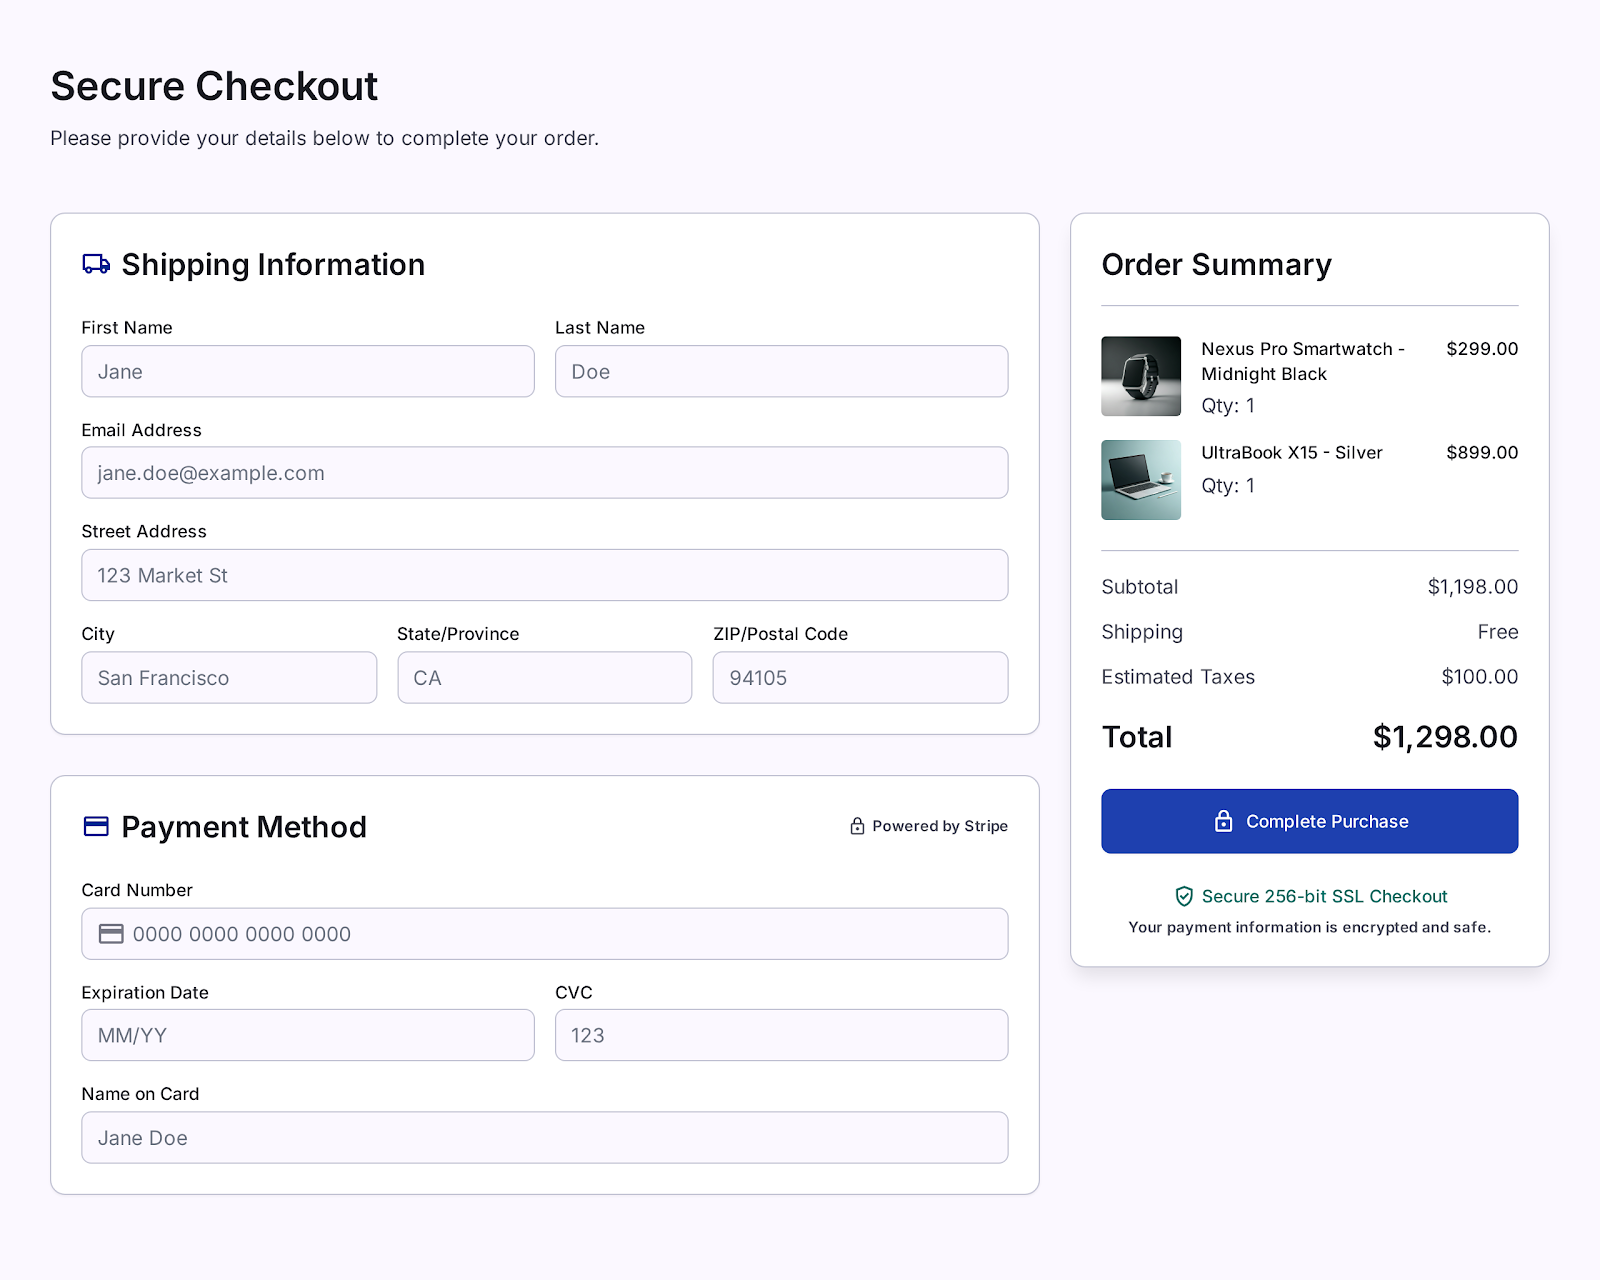 Secure Checkout
Please provide your details below to complete your order.
Shipping Information
First Name
Last Name
Jane
Doe
Email Address
jane.doe@example.com
Street Address
123 Market St
City
State/Province
ZIP/Postal Code
San Francisco
CA
94105
Payment Method
Powered by Stripe
Card Number
0000 0000 0000 0000
Expiration Date
CVC
MM/YY
123
Name on Card
Jane Doe
Order Summary
Nexus Pro Smartwatch - $299.00
Midnight Black
Qty: 1
UltraBook X15 - Silver $899.00
Qty: 1
Subtotal $1,198.00
Shipping Free
Estimated Taxes $100.00
Total $1,298.00
Complete Purchase
Secure 256-bit SSL Checkout
Your payment information is encrypted and safe.